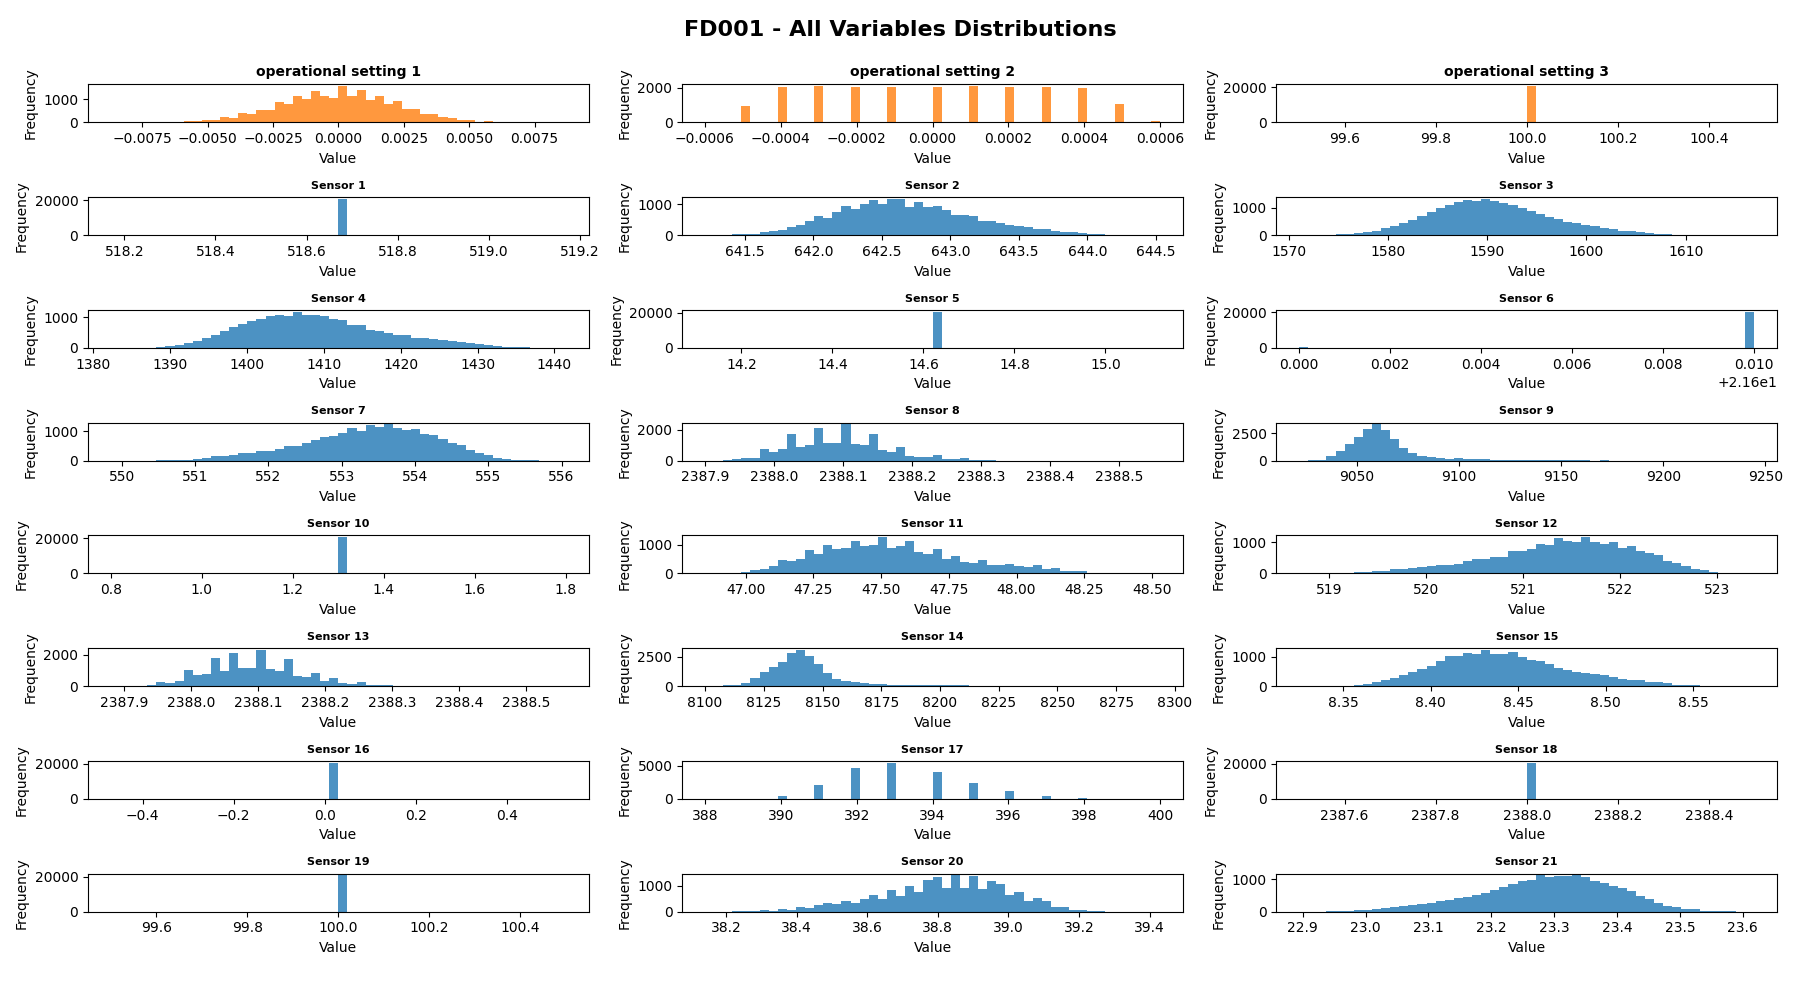 FD001 - All Variables Distributions
operational setting 1 operational setting 2 operational setting 3
Frequency 1000 0 Frequency 2000 0 Frequency 20000 0
−0.0075 −0.0050 −0.0025 0.0000 0.0025 0.0050 0.0075 −0.0006 −0.0004 −0.0002 0.0000 0.0002 0.0004 0.0006 99.6 99.8 100.0 100.2 100.4
Value Value Value
Sensor 1 Sensor 2 Sensor 3
Frequency 20000 0 Frequency 1000 0 Frequency 1000 0
518.2 518.4 518.6 518.8 519.0 519.2 641.5 642.0 642.5 643.0 643.5 644.0 644.5 1570 1580 1590 1600 1610
Value Value Value
Sensor 4 Sensor 5 Sensor 6
Frequency 1000 0 Frequency 20000 0 Frequency 20000 0
1380 1390 1400 1410 1420 1430 1440 14.2 14.4 14.6 14.8 15.0 0.000 0.002 0.004 0.006 0.008 0.010
Value Value Value +2.16e1
Sensor 7 Sensor 8 Sensor 9
Frequency 1000 0 Frequency 2000 0 Frequency 2500 0
550 551 552 553 554 555 556 2387.9 2388.0 2388.1 2388.2 2388.3 2388.4 2388.5 9050 9100 9150 9200 9250
Value Value Value
Sensor 10 Sensor 11 Sensor 12
Frequency 20000 0 Frequency 1000 0 Frequency 1000 0
0.8 1.0 1.2 1.4 1.6 1.8 47.00 47.25 47.50 47.75 48.00 48.25 48.50 519 520 521 522 523
Value Value Value
Sensor 13 Sensor 14 Sensor 15
Frequency 2000 0 Frequency 2500 0 Frequency 1000 0
2387.9 2388.0 2388.1 2388.2 2388.3 2388.4 2388.5 8100 8125 8150 8175 8200 8225 8250 8275 8300 8.35 8.40 8.45 8.50 8.55
Value Value Value
Sensor 16 Sensor 17 Sensor 18
Frequency 20000 0 Frequency 5000 0 Frequency 20000 0
−0.4 −0.2 0.0 0.2 0.4 388 390 392 394 396 398 400 2387.6 2387.8 2388.0 2388.2 2388.4
Value Value Value
Sensor 19 Sensor 20 Sensor 21
Frequency 20000 0 Frequency 1000 0 Frequency 1000 0
99.6 99.8 100.0 100.2 100.4 38.2 38.4 38.6 38.8 39.0 39.2 39.4 22.9 23.0 23.1 23.2 23.3 23.4 23.5 23.6
Value Value Value